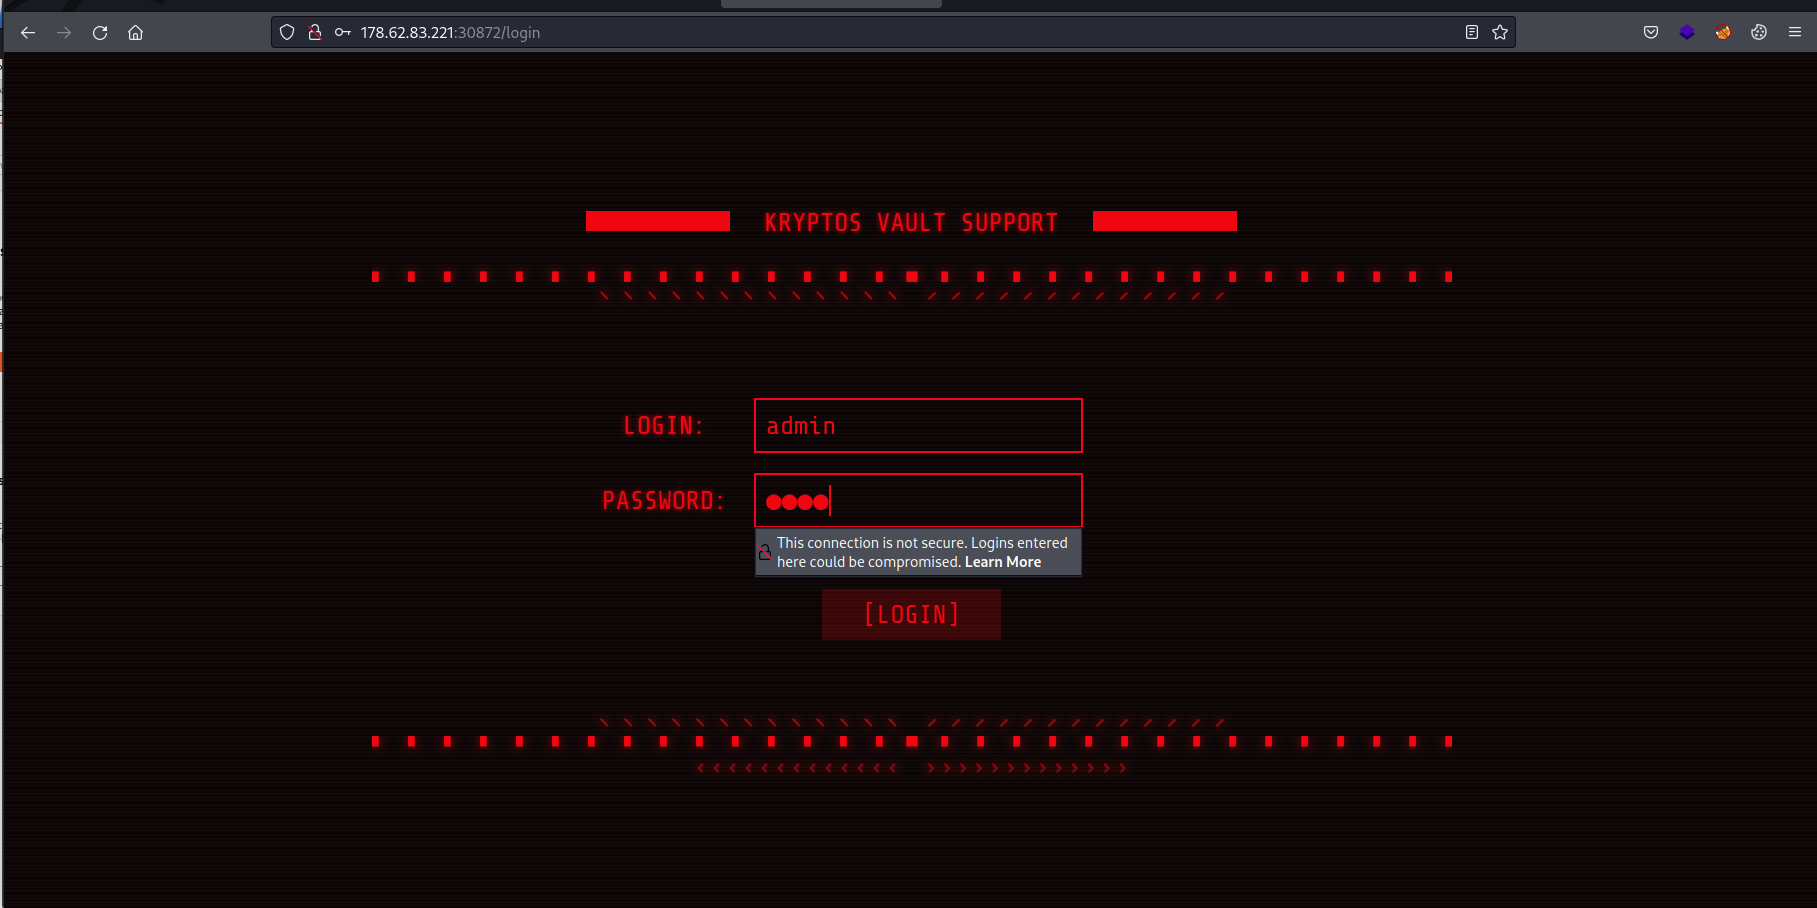 178.62.83.221:30872/login
KRYPTOS VAULT SUPPORT
LOGIN: admin
PASSWORD: ●●●●
This connection is not secure. Logins entered
here could be compromised. Learn More
[LOGIN]